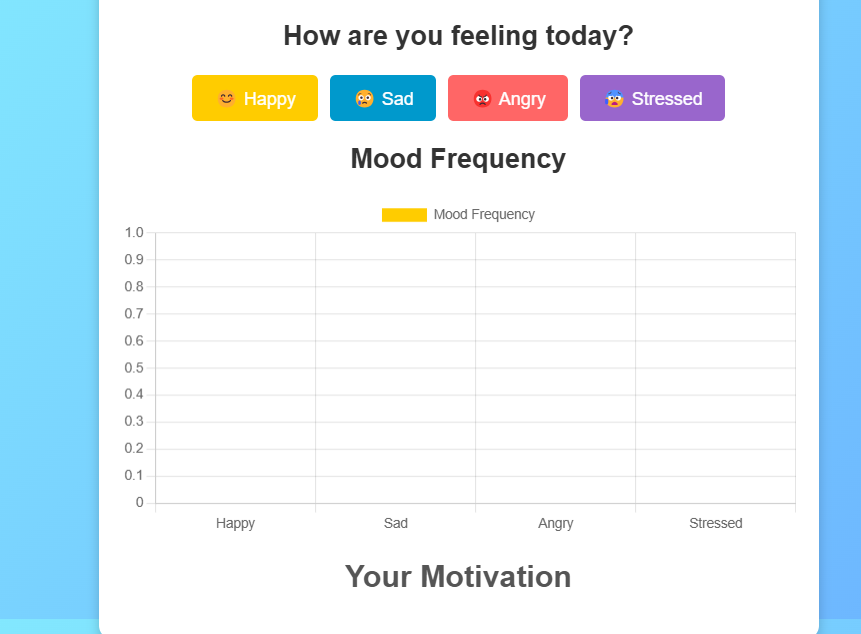 How are you feeling today?
😊 Happy 😢 Sad 😡 Angry 😰 Stressed
Mood Frequency
Mood Frequency
1.0
0.9
0.8
0.7
0.6
0.5
0.4
0.3
0.2
0.1
0
Happy Sad Angry Stressed
Your Motivation